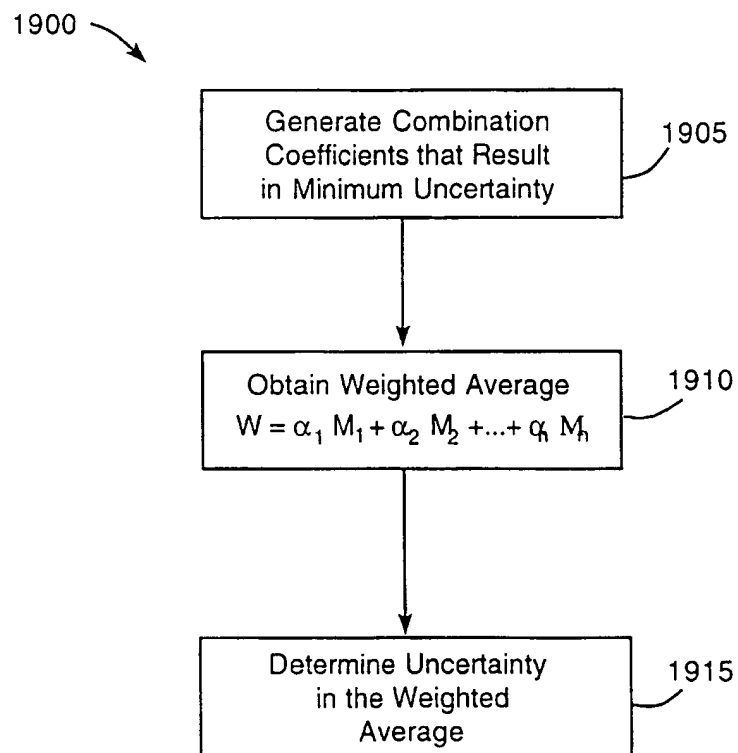 1900
Generate Combination
Coefficients that Result
in Minimum Uncertainty
1905
Obtain Weighted Average
W = α₁ M₁ + α₂ M₂ +...+ αₙ Mₙ
1910
Determine Uncertainty
in the Weighted
Average
1915